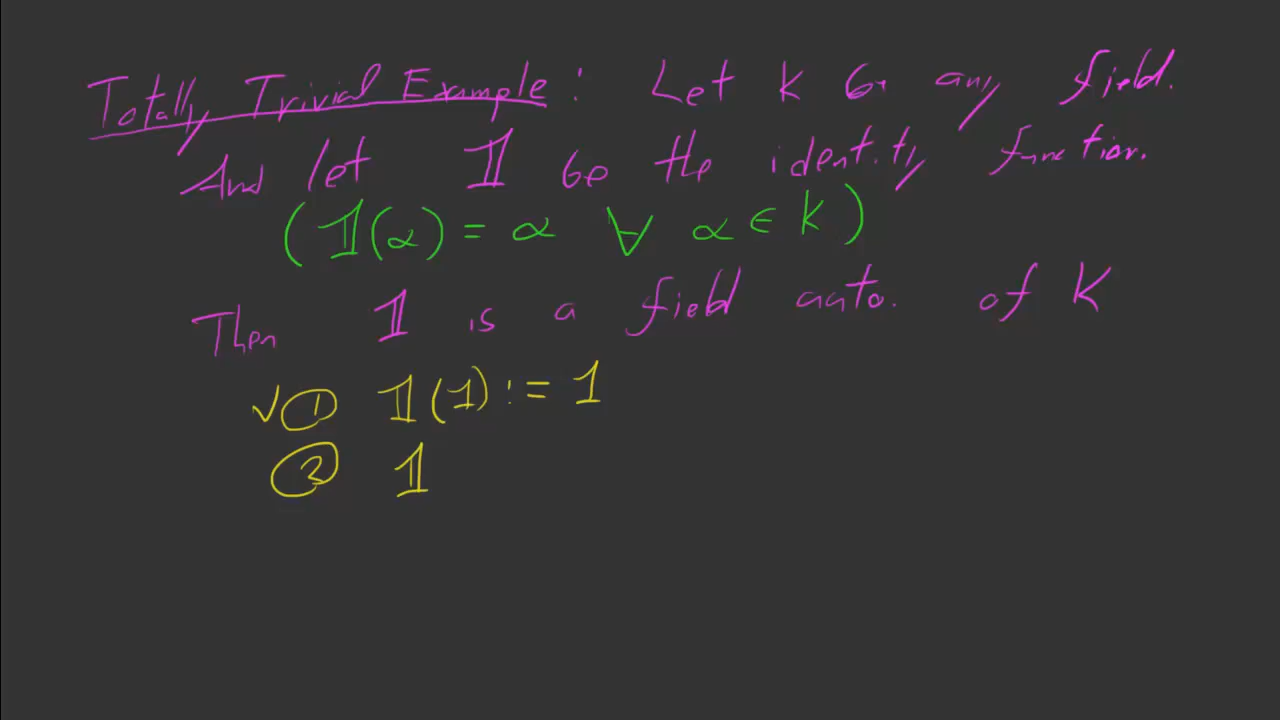 Totally Trivial Example: Let K be any field.
And let 𝟙 be the identity function.
(𝟙(α) = α ∀ α ∈ K)
Then 𝟙 is a field auto. of K
✓① 𝟙(1) := 1
② 𝟙